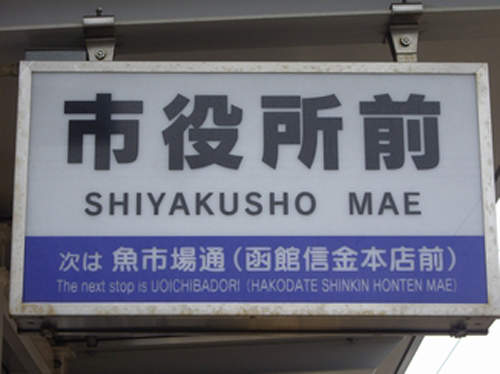 市役所前
SHIYAKUSHO MAE
次は 魚市場通(函館信金本店前)
The next stop is UOICHIBADORI (HAKODATE SHINKIN HONTEN MAE)